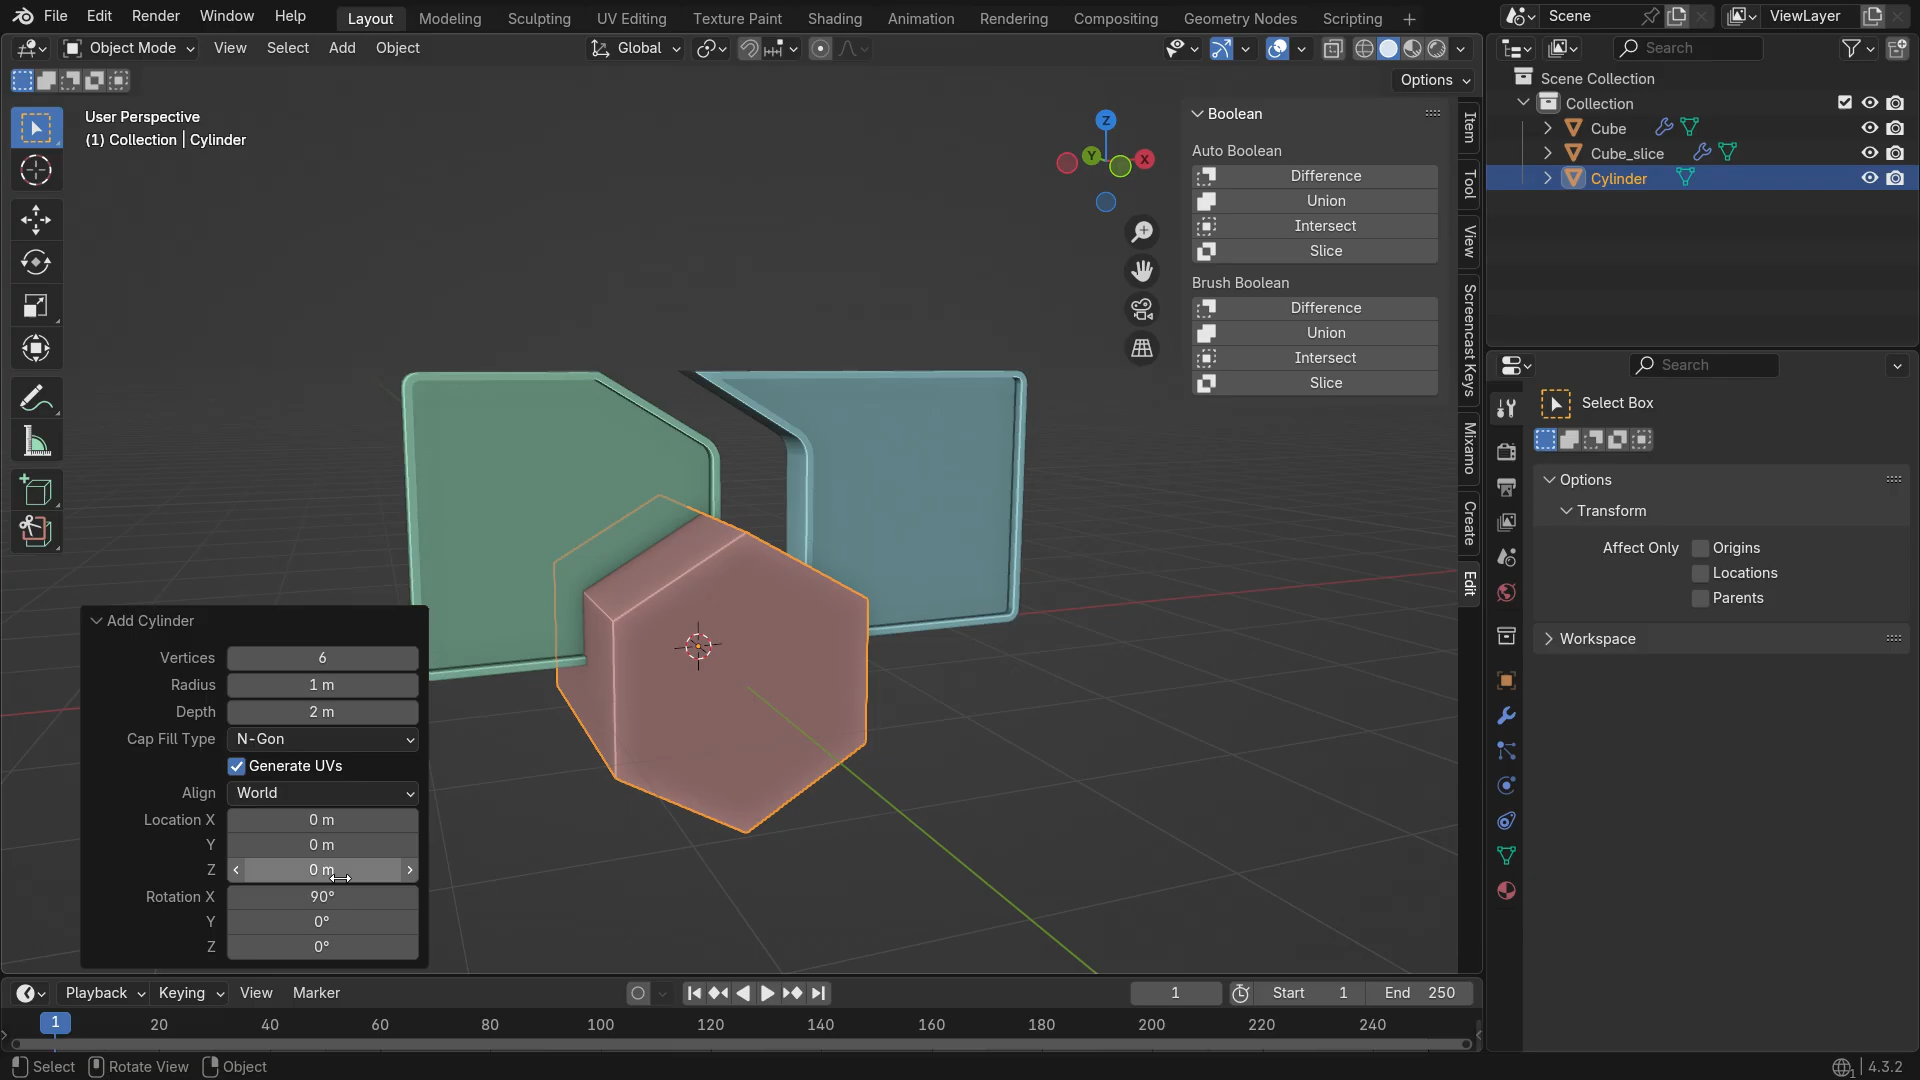 File Edit Render Window Help Layout Modeling Sculpting UV Editing Texture Paint Shading Animation Rendering Compositing Geometry Nodes Scripting + Scene ViewLayer
Object Mode View Select Add Object Global Search
Options
User Perspective
(1) Collection | Cylinder
Z
Y
X
Boolean
Auto Boolean
Difference
Union
Intersect
Slice
Brush Boolean
Difference
Union
Intersect
Slice
Item
Tool
View
Screencast Keys
Mixamo
Create
Edit
Scene Collection
Collection
Cube
Cube_slice
Cylinder
Search
Select Box
Options
Transform
Affect Only Origins
Locations
Parents
Workspace
Add Cylinder
Vertices 6
Radius 1 m
Depth 2 m
Cap Fill Type N-Gon
Generate UVs
Align World
Location X 0 m
Y 0 m
Z 0 m
Rotation X 90°
Y 0°
Z 0°
Playback Keying View Marker 1 Start 1 End 250
1 20 40 60 80 100 120 140 160 180 200 220 240
Select Rotate View Object 4.3.2